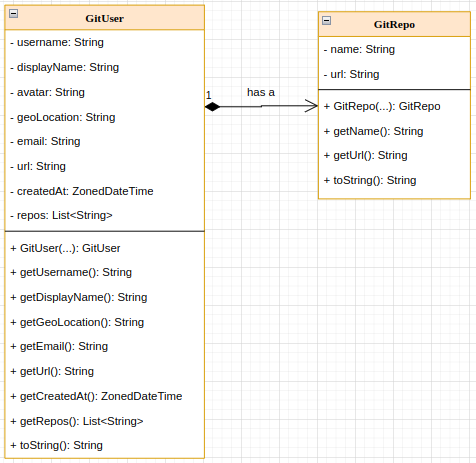 GitUser
- username: String
- displayName: String
- avatar: String
- geoLocation: String
- email: String
- url: String
- createdAt: ZonedDateTime
- repos: List<String>
+ GitUser(...): GitUser
+ getUsername(): String
+ getDisplayName(): String
+ getGeoLocation(): String
+ getEmail(): String
+ getUrl(): String
+ getCreatedAt(): ZonedDateTime
+ getRepos(): List<String>
+ toString(): String
1
has a
GitRepo
- name: String
- url: String
+ GitRepo(...): GitRepo
+ getName(): String
+ getUrl(): String
+ toString(): String